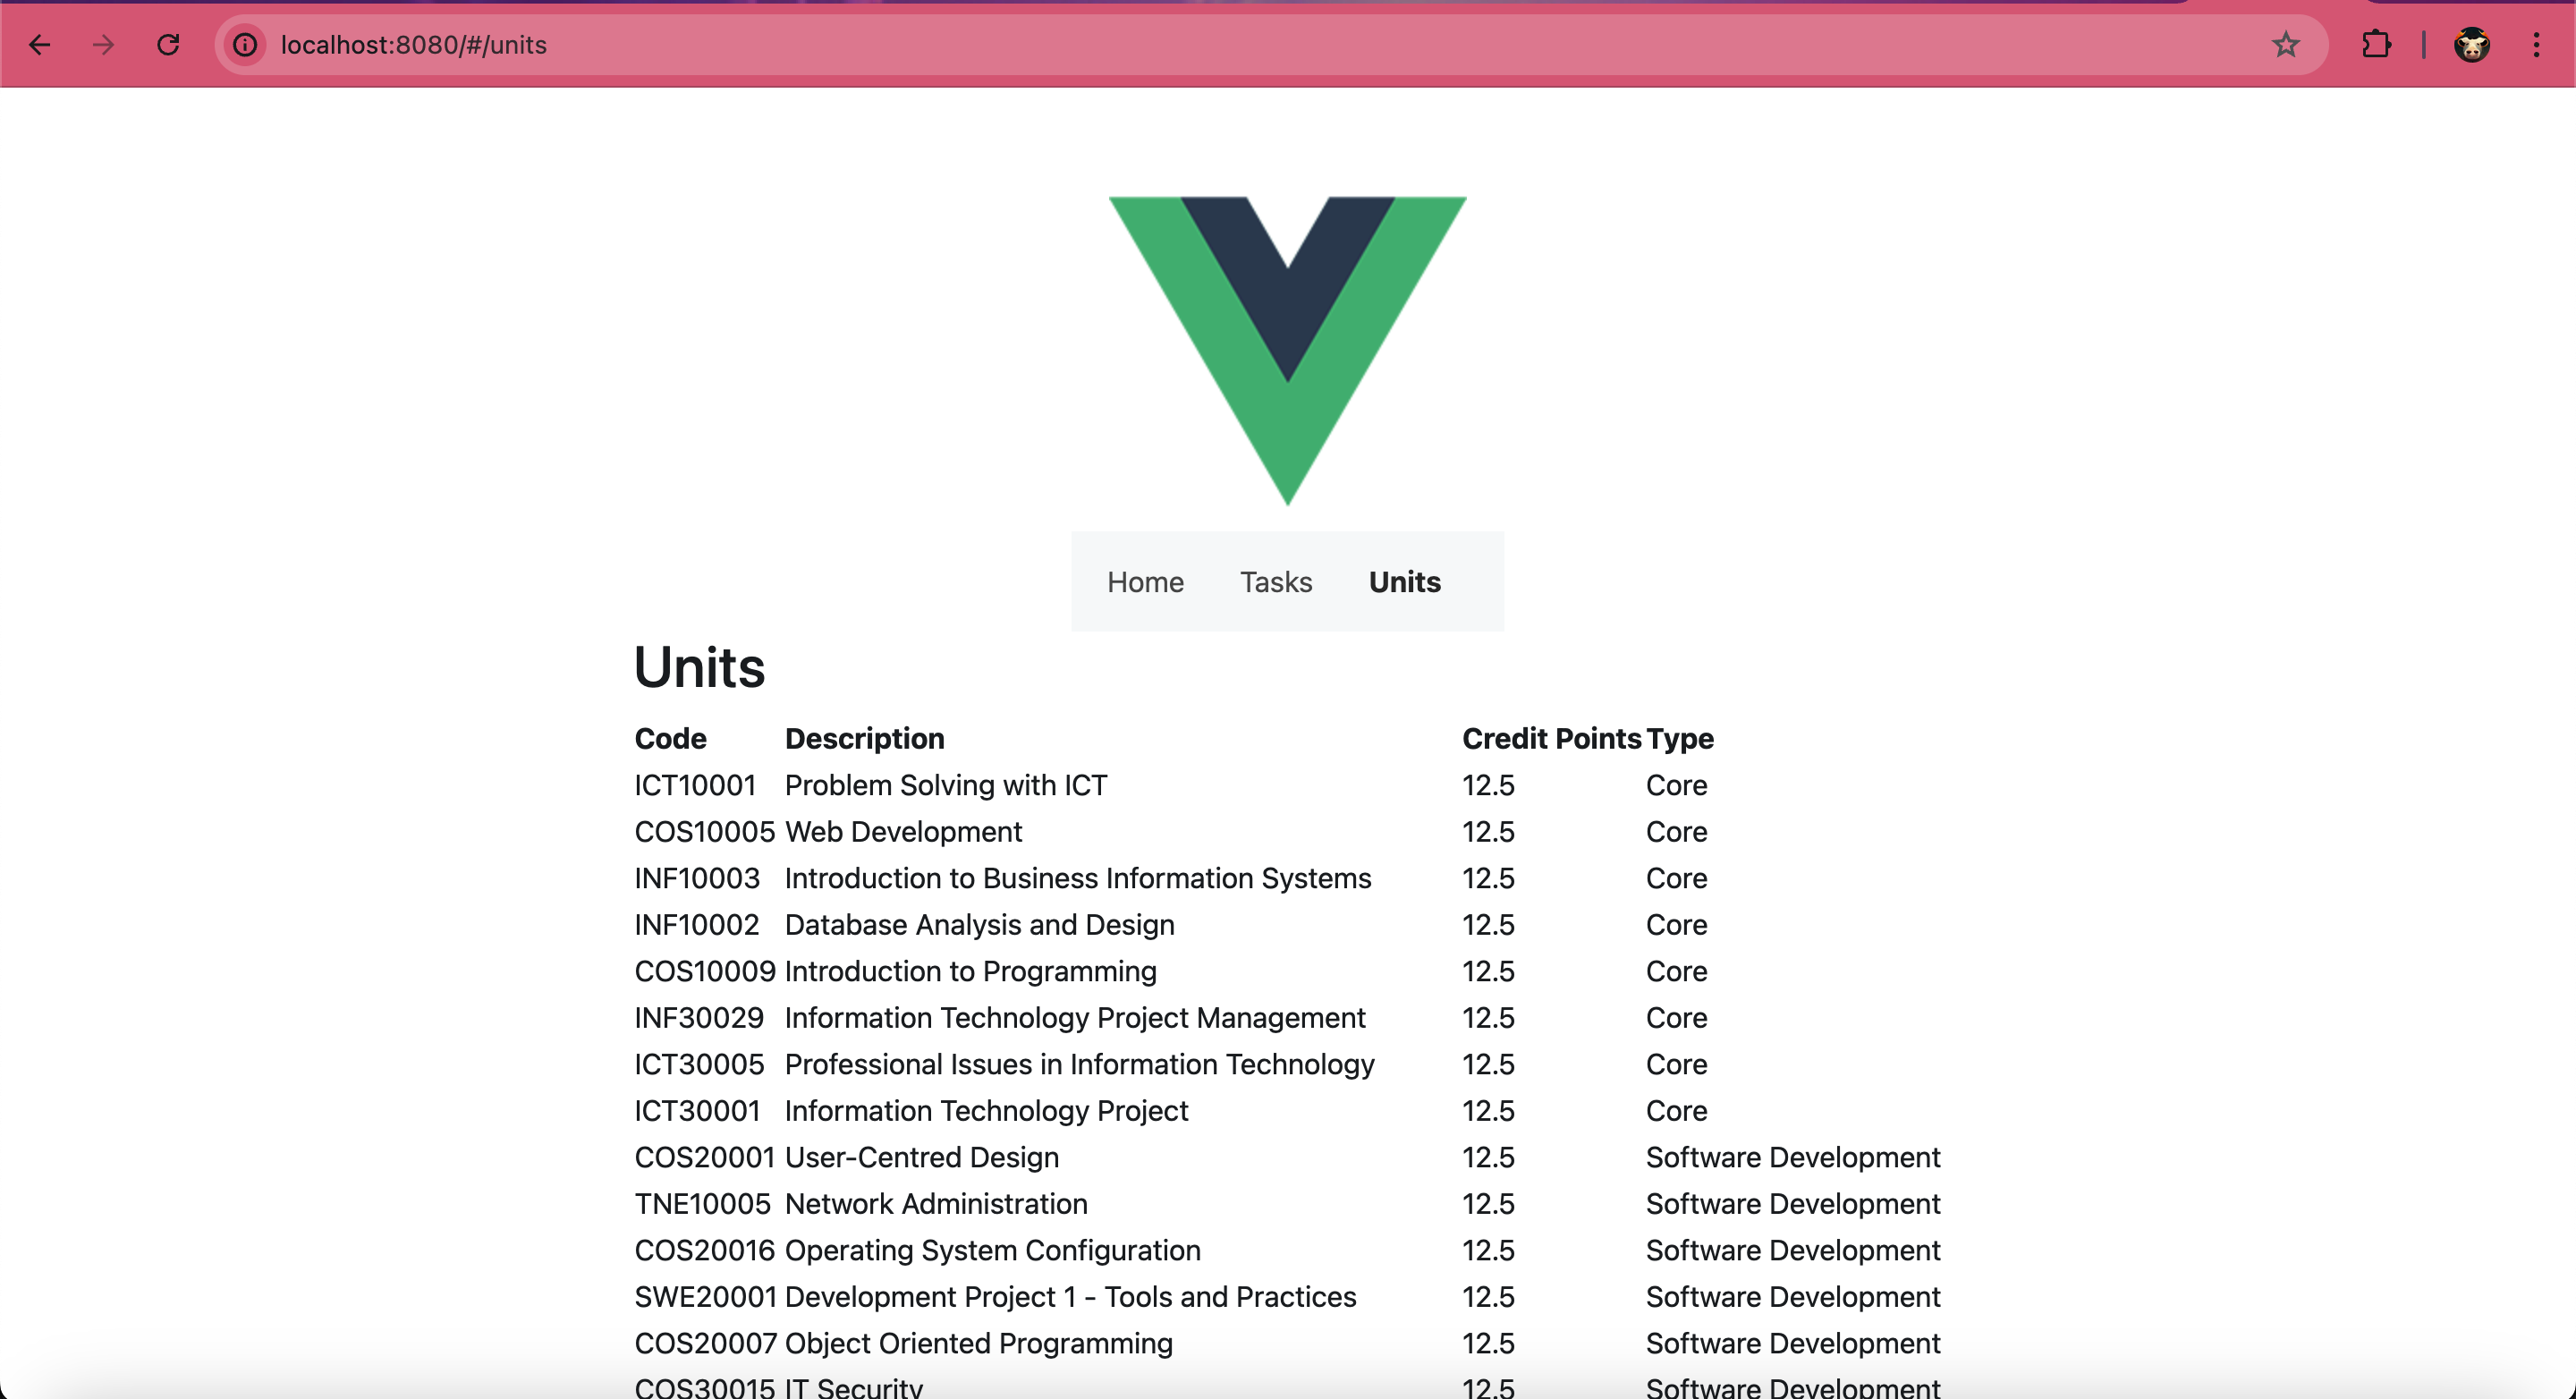 localhost:8080/#/units
Home Tasks Units
Units
Code Description Credit Points Type
ICT10001 Problem Solving with ICT 12.5 Core
COS10005 Web Development 12.5 Core
INF10003 Introduction to Business Information Systems 12.5 Core
INF10002 Database Analysis and Design 12.5 Core
COS10009 Introduction to Programming 12.5 Core
INF30029 Information Technology Project Management 12.5 Core
ICT30005 Professional Issues in Information Technology 12.5 Core
ICT30001 Information Technology Project 12.5 Core
COS20001 User-Centred Design 12.5 Software Development
TNE10005 Network Administration 12.5 Software Development
COS20016 Operating System Configuration 12.5 Software Development
SWE20001 Development Project 1 - Tools and Practices 12.5 Software Development
COS20007 Object Oriented Programming 12.5 Software Development
COS30015 IT Security 12.5 Software Development